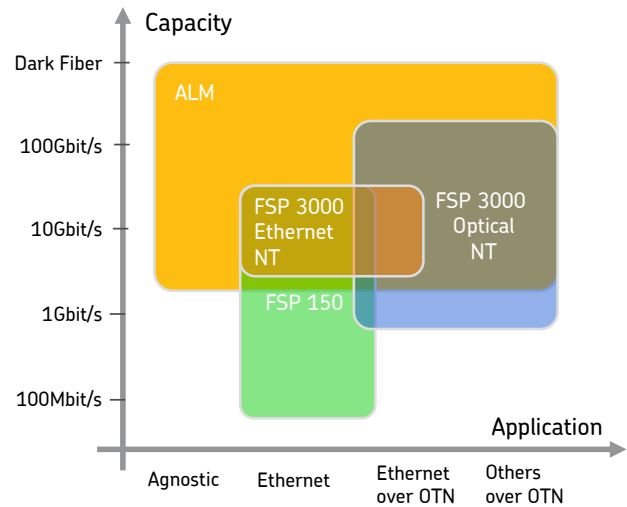 Capacity
Dark Fiber
ALM
100Gbit/s
FSP 3000
Ethernet
NT
FSP 3000
Optical
NT
10Gbit/s
FSP 150
1Gbit/s
100Mbit/s
Application
Agnostic
Ethernet
Ethernet
over OTN
Others
over OTN